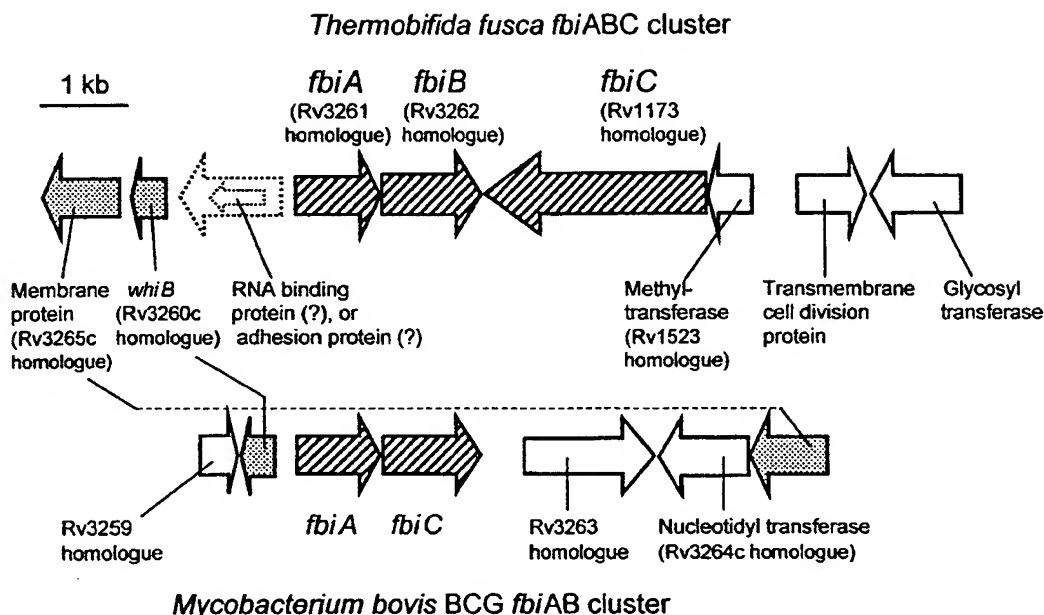 Thermobifida fusca fbiABC cluster
1 kb
fbiA
(Rv3261
homologue)
fbiB
(Rv3262
homologue)
fbiC
(Rv1173
homologue)
Membrane
protein
(Rv3265c
homologue)
whiB
(Rv3260c
homologue)
RNA binding
protein (?), or
adhesion protein (?)
Methyl-
transferase
(Rv1523
homologue)
Transmembrane
cell division
protein
Glycosyl
transferase
Rv3259
homologue
fbiA
fbiC
Rv3263
homologue
Nucleotidyl transferase
(Rv3264c homologue)
Mycobacterium bovis BCG fbiAB cluster